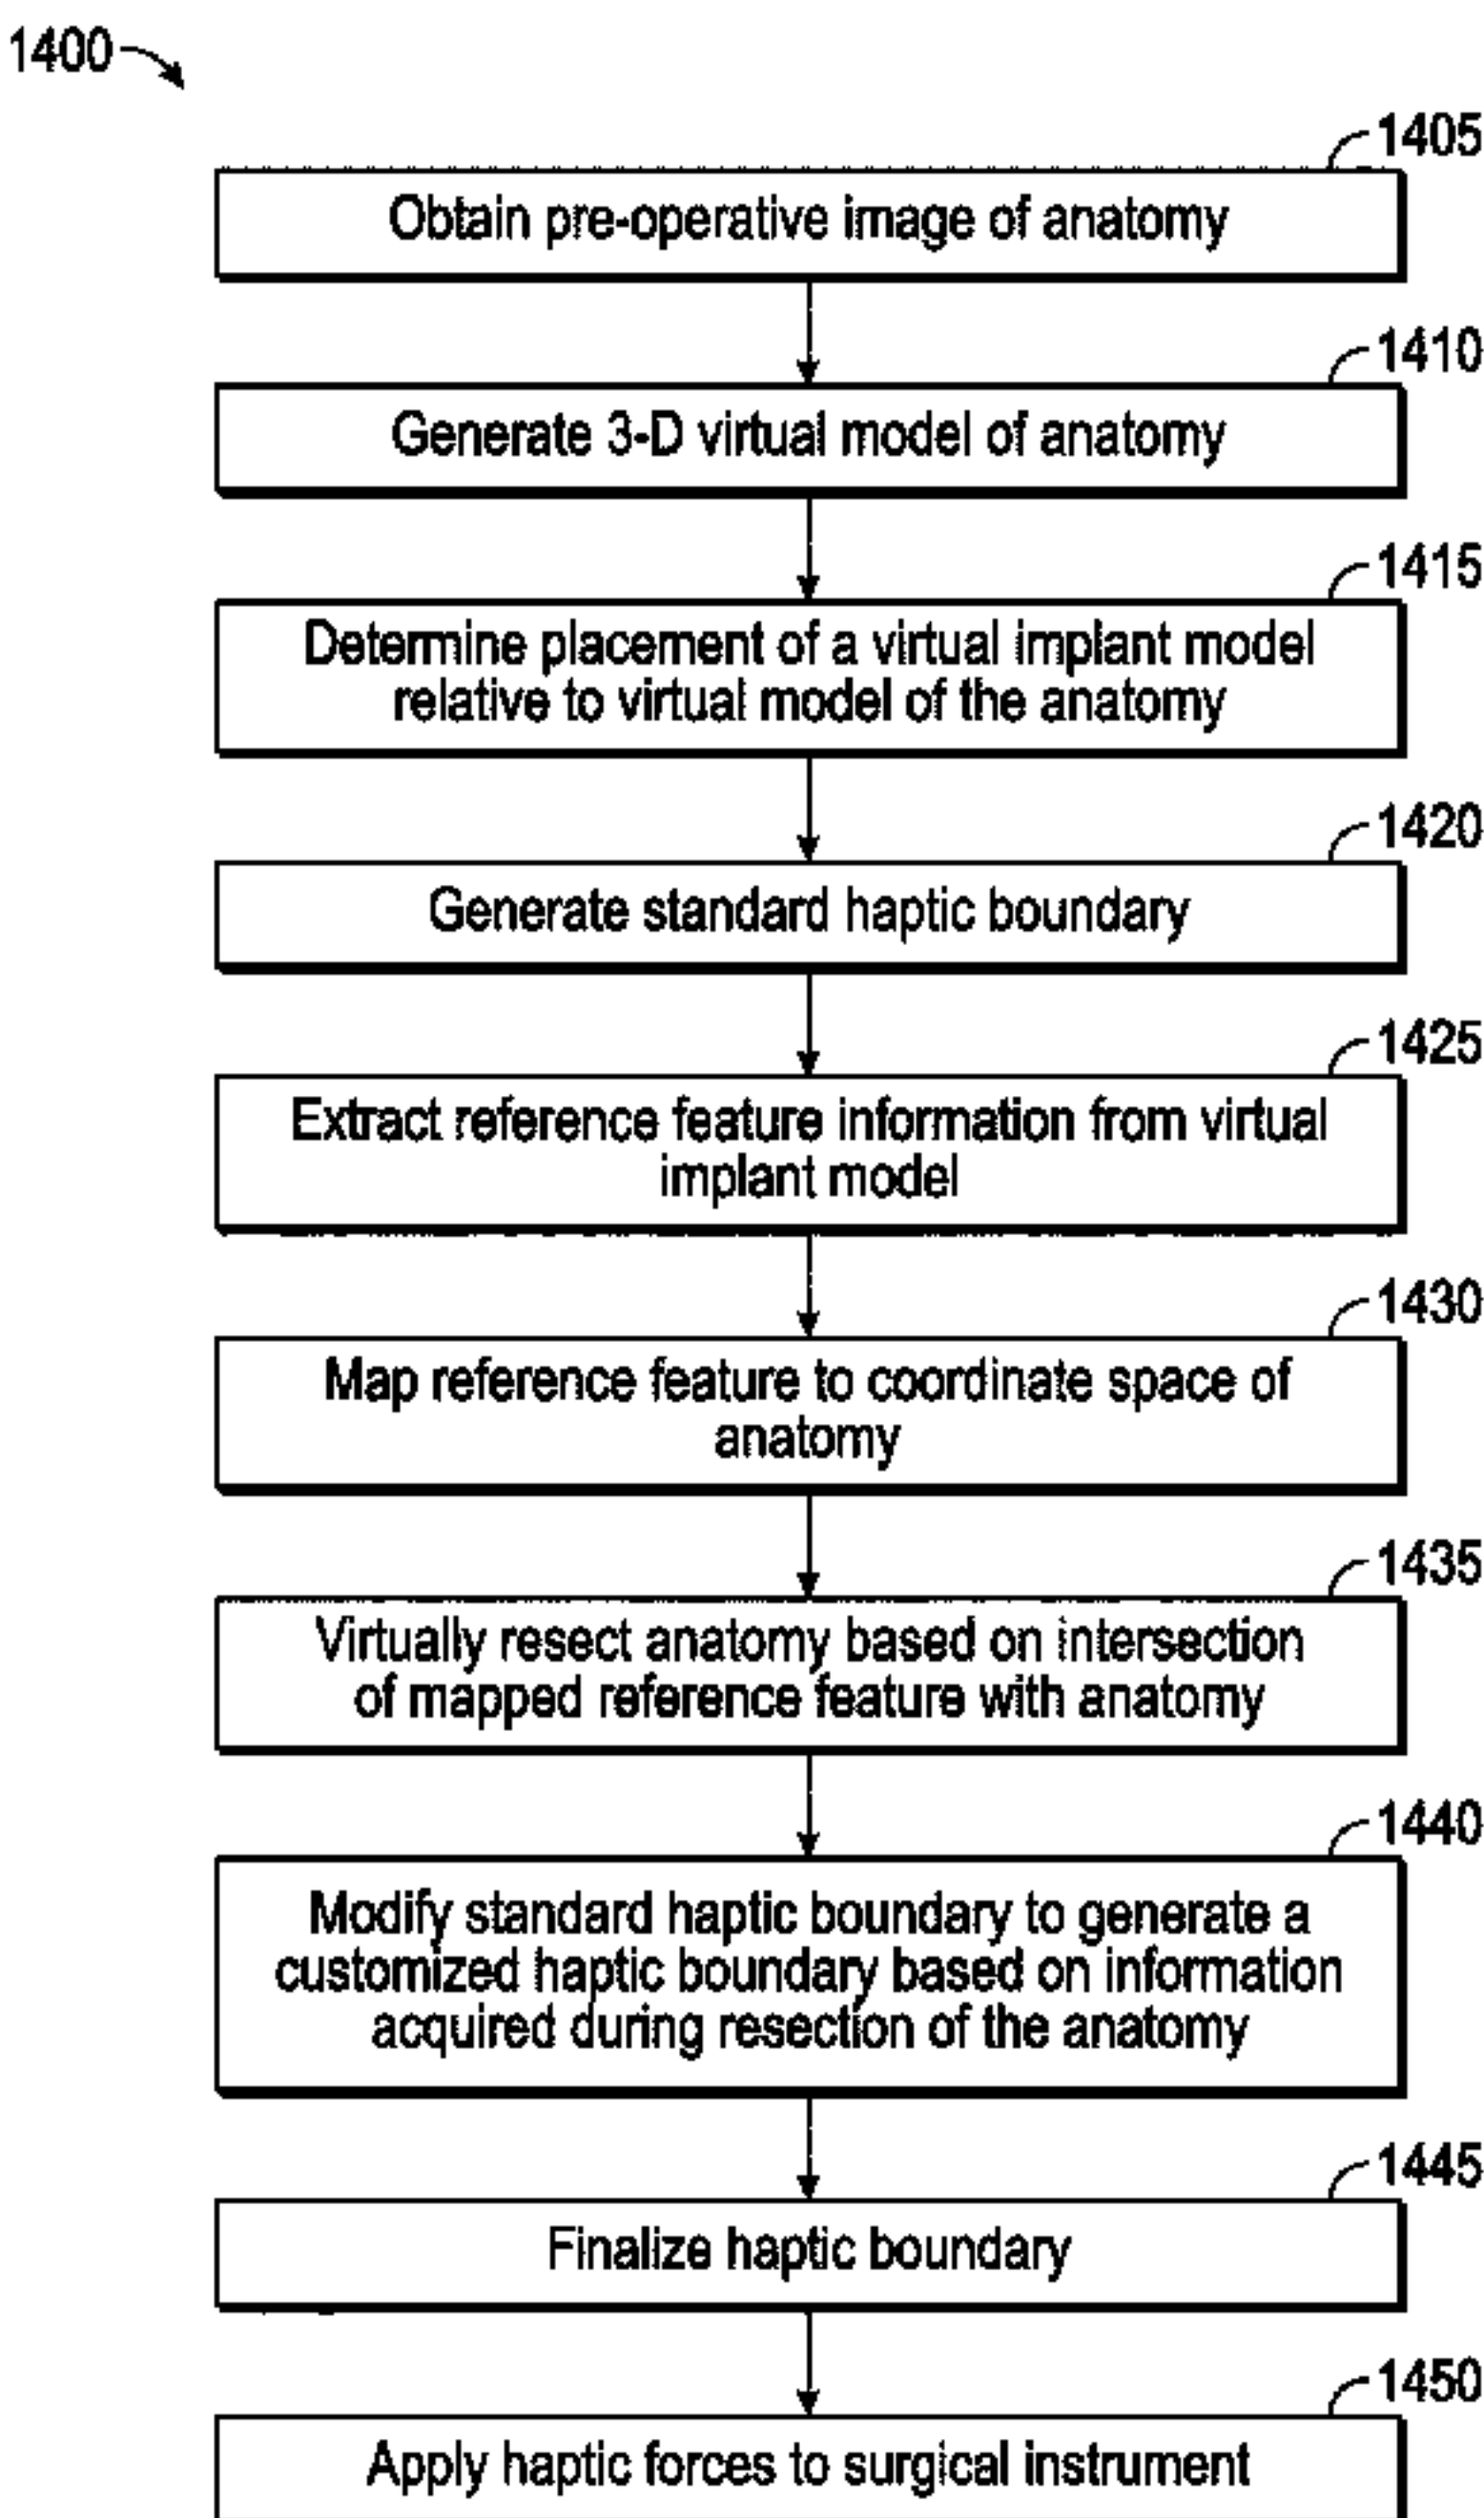 1400
1405
Obtain pre-operative image of anatomy
1410
Generate 3-D virtual model of anatomy
1415
Determine placement of a virtual implant model
relative to virtual model of the anatomy
1420
Generate standard haptic boundary
1425
Extract reference feature information from virtual
implant model
1430
Map reference feature to coordinate space of
anatomy
1435
Virtually resect anatomy based on intersection
of mapped reference feature with anatomy
1440
Modify standard haptic boundary to generate a
customized haptic boundary based on information
acquired during resection of the anatomy
1445
Finalize haptic boundary
1450
Apply haptic forces to surgical instrument